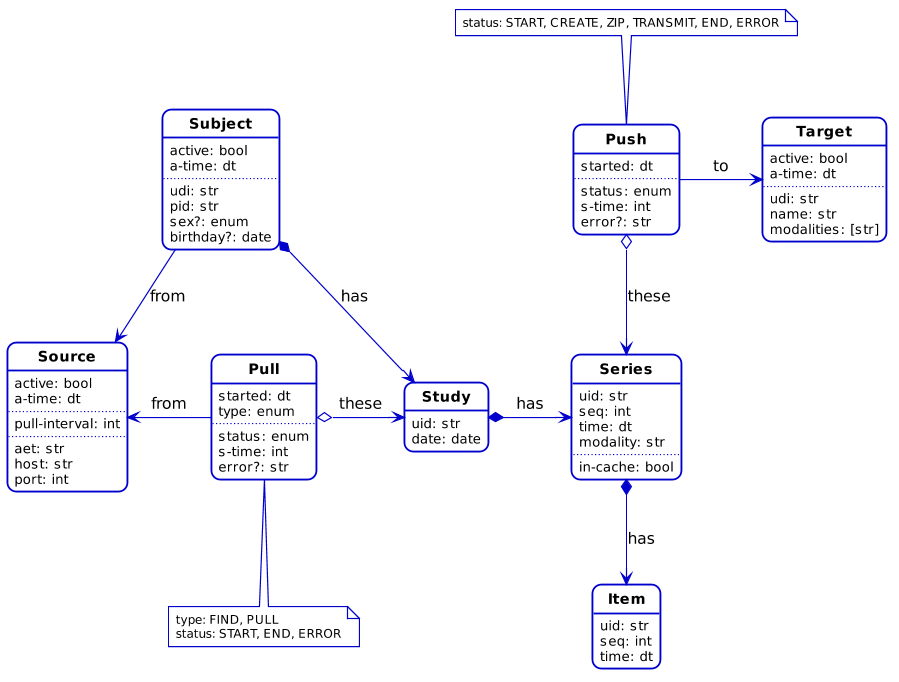 status: START, CREATE, ZIP, TRANSMIT, END, ERROR
Subject
active: bool
a-time: dt
udi: str
pid: str
sex?: enum
birthday?: date
Push
started: dt
status: enum
s-time: int
error?: str
to
Target
active: bool
a-time: dt
udi: str
name: str
modalities: [str]
from
has
these
Source
active: bool
a-time: dt
pull-interval: int
aet: str
host: str
port: int
from
Pull
started: dt
type: enum
status: enum
s-time: int
error?: str
these
Study
uid: str
date: date
has
Series
uid: str
seq: int
time: dt
modality: str
in-cache: bool
has
type: FIND, PULL
status: START, END, ERROR
Item
uid: str
seq: int
time: dt